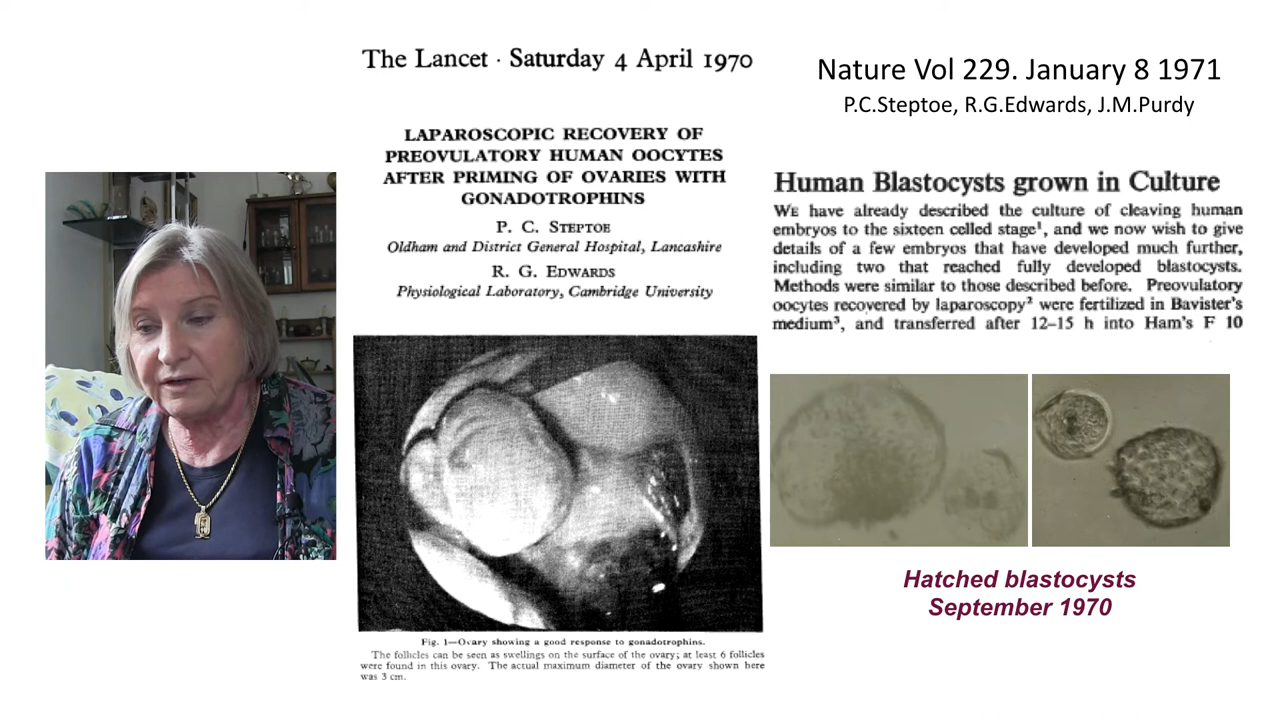 The Lancet · Saturday 4 April 1970
LAPAROSCOPIC RECOVERY OF
PREOVULATORY HUMAN OOCYTES
AFTER PRIMING OF OVARIES WITH
GONADOTROPHINS
P. C. STEPTOE
Oldham and District General Hospital, Lancashire
R. G. EDWARDS
Physiological Laboratory, Cambridge University
Fig. 1—Ovary showing a good response to gonadotrophins.
The follicles can be seen as swellings on the surface of the ovary; at least 6 follicles
were found in this ovary. The actual maximum diameter of the ovary shown here
was 3 cm.
Nature Vol 229. January 8 1971
P.C.Steptoe, R.G.Edwards, J.M.Purdy
Human Blastocysts grown in Culture
WE have already described the culture of cleaving human
embryos to the sixteen celled stage¹, and we now wish to give
details of a few embryos that have developed much further,
including two that reached fully developed blastocysts.
Methods were similar to those described before. Preovulatory
oocytes recovered by laparoscopy² were fertilized in Bavister's
medium³, and transferred after 12–15 h into Ham's F 10
Hatched blastocysts
September 1970